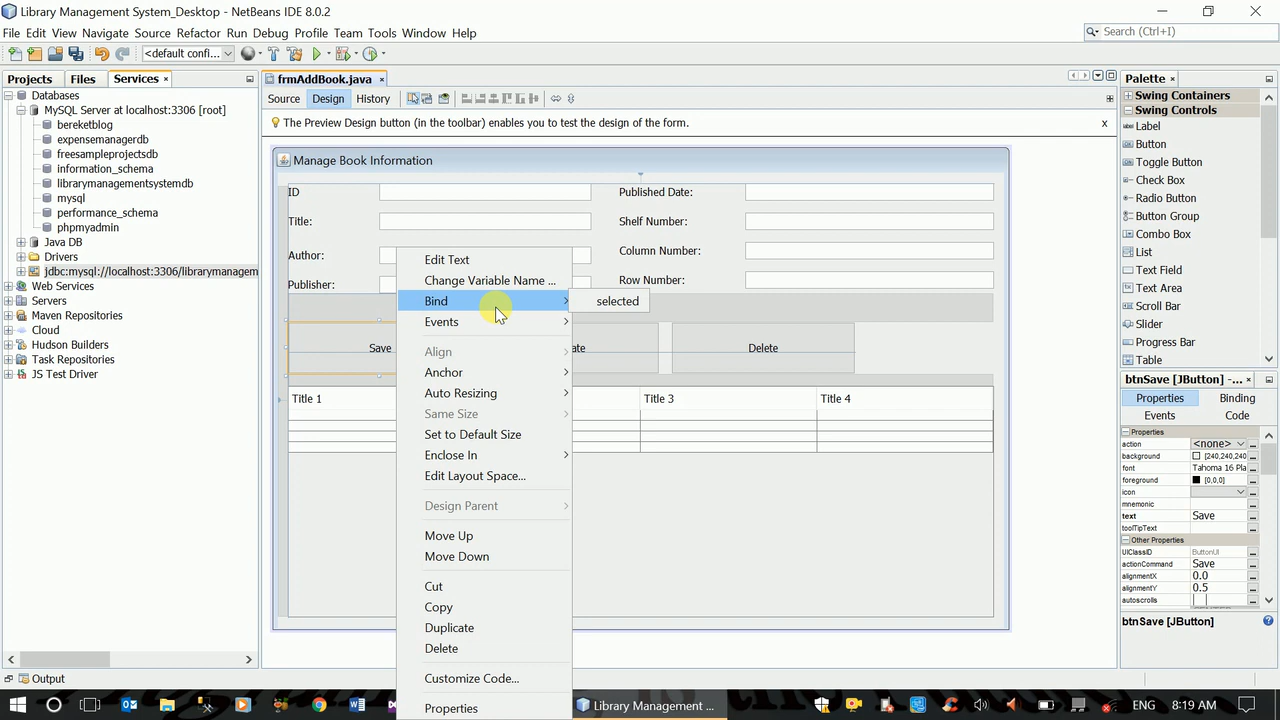 Library Management System_Desktop - NetBeans IDE 8.0.2
File Edit View Navigate Source Refactor Run Debug Profile Team Tools Window Help
Search (Ctrl+I)
<default confi...
Projects Files Services
frmAddBook.java
Palette
Databases
MySQL Server at localhost:3306 [root]
bereketblog
expensemanagerdb
freesampleprojectsdb
information_schema
librarymanagementsystemdb
mysql
performance_schema
phpmyadmin
Java DB
Drivers
jdbc:mysql://localhost:3306/librarymanagem
Web Services
Servers
Maven Repositories
Cloud
Hudson Builders
Task Repositories
JS Test Driver
Source Design History
The Preview Design button (in the toolbar) enables you to test the design of the form.
Manage Book Information
ID
Published Date:
Title:
Shelf Number:
Author:
Column Number:
Publisher:
Row Number:
Save
ate
Delete
Title 1
Title 3
Title 4
Edit Text
Change Variable Name ...
Bind
selected
Events
Align
Anchor
Auto Resizing
Same Size
Set to Default Size
Enclose In
Edit Layout Space...
Design Parent
Move Up
Move Down
Cut
Copy
Duplicate
Delete
Customize Code...
Properties
Swing Containers
Swing Controls
Label
Button
Toggle Button
Check Box
Radio Button
Button Group
Combo Box
List
Text Field
Text Area
Scroll Bar
Slider
Progress Bar
Table
btnSave [JButton] -...
Properties Binding
Events Code
Properties
action <none>
background [240,240,240
font Tahoma 16 Pla
foreground [0,0,0]
icon
mnemonic
text Save
toolTipText
Other Properties
UIClassID ButtonUI
actionCommand Save
alignmentX 0.0
alignmentY 0.5
autoscrolls
btnSave [JButton]
Output
Library Management ...
ENG 8:19 AM